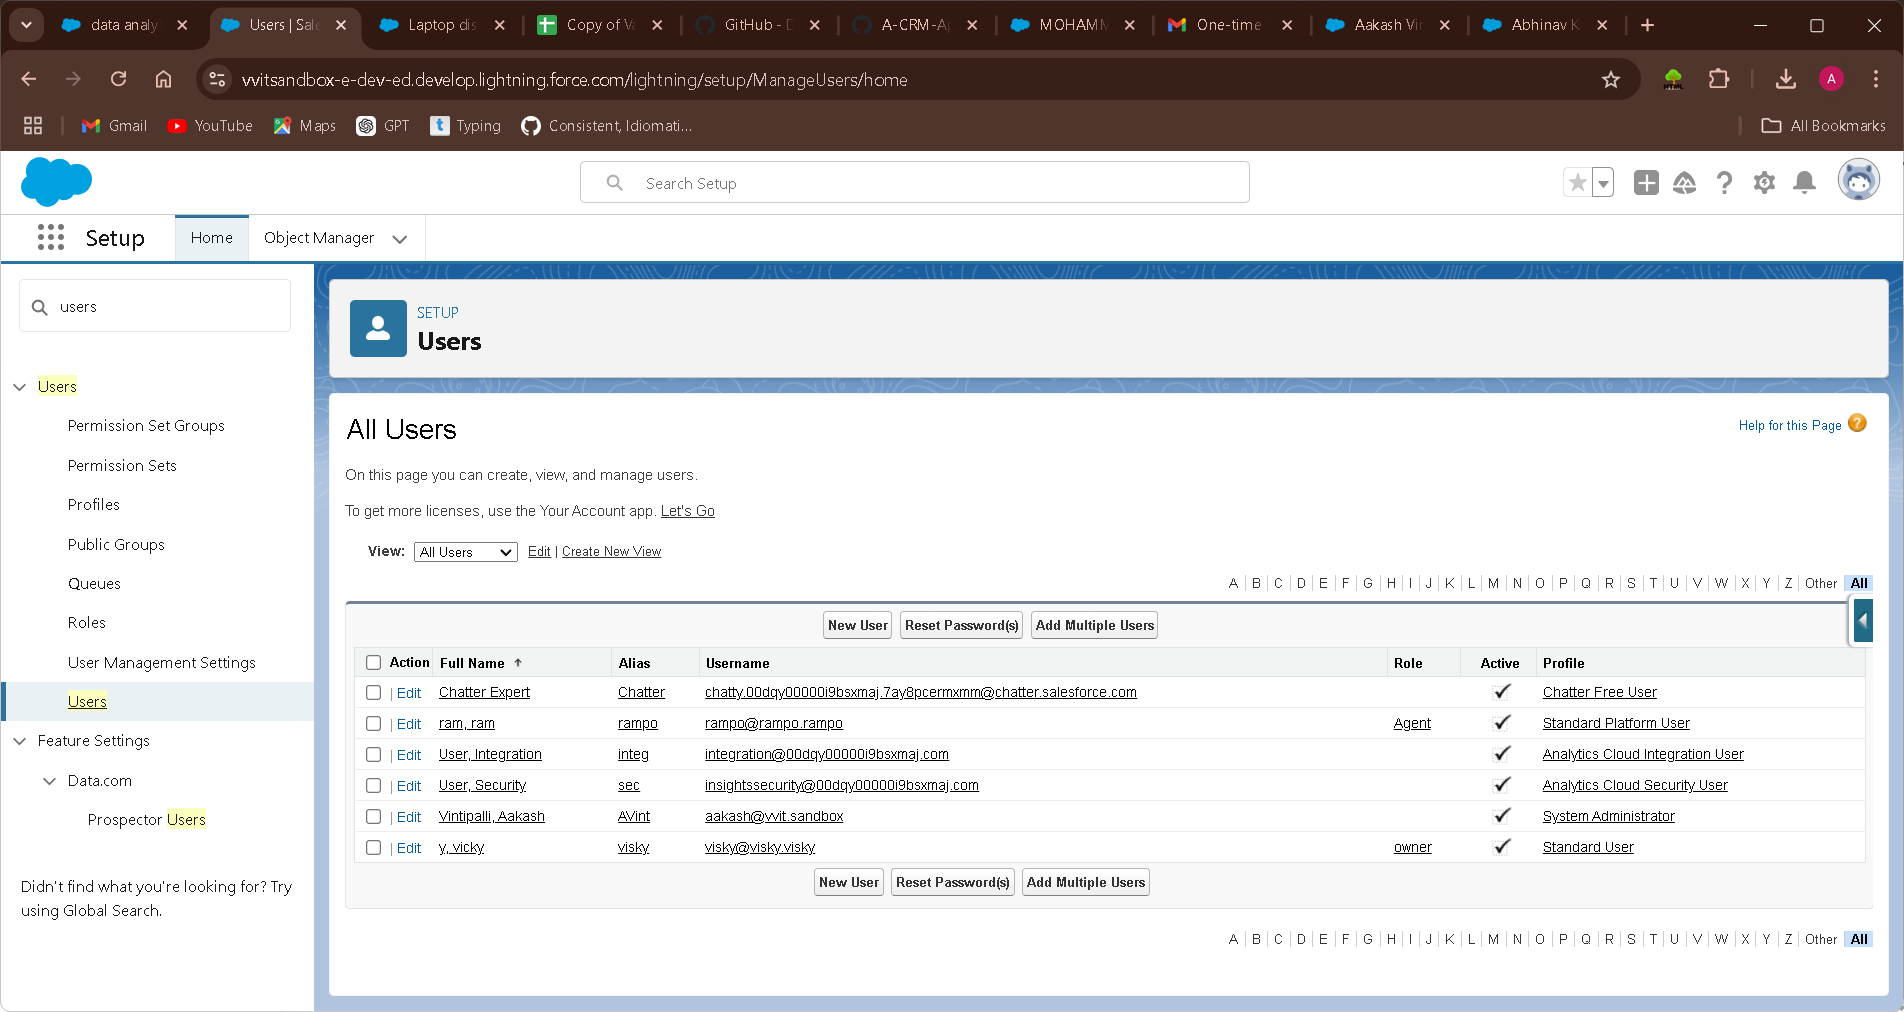 data analy
Users | Sale
Laptop dis
Copy of Va
GitHub - D
A-CRM-Ap
MOHAMM
One-time
Aakash Vin
Abhinav K
vvitsandbox-e-dev-ed.develop.lightning.force.com/lightning/setup/ManageUsers/home
A
Gmail
YouTube
Maps
GPT
Typing
Consistent, Idiomati...
All Bookmarks
Search Setup
Setup
Home
Object Manager
users
Users
Permission Set Groups
Permission Sets
Profiles
Public Groups
Queues
Roles
User Management Settings
Users
Feature Settings
Data.com
Prospector Users
Didn't find what you're looking for? Try
using Global Search.
SETUP
Users
All Users
Help for this Page ?
On this page you can create, view, and manage users.
To get more licenses, use the Your Account app. Let's Go
View: All Users Edit | Create New View
A | B | C | D | E | F | G | H | I | J | K | L | M | N | O | P | Q | R | S | T | U | V | W | X | Y | Z | Other | All
New User Reset Password(s) Add Multiple Users
Action Full Name Alias Username Role Active Profile
| Edit Chatter Expert Chatter chatty.00dqy00000i9bsxmaj.7ay8pcermxmm@chatter.salesforce.com Chatter Free User
| Edit ram, ram rampo rampo@rampo.rampo Agent Standard Platform User
| Edit User, Integration integ integration@00dqy00000i9bsxmaj.com Analytics Cloud Integration User
| Edit User, Security sec insightssecurity@00dqy00000i9bsxmaj.com Analytics Cloud Security User
| Edit Vintipalli, Aakash AVint aakash@vvit.sandbox System Administrator
| Edit y, vicky visky visky@visky.visky owner Standard User
New User Reset Password(s) Add Multiple Users
A | B | C | D | E | F | G | H | I | J | K | L | M | N | O | P | Q | R | S | T | U | V | W | X | Y | Z | Other | All